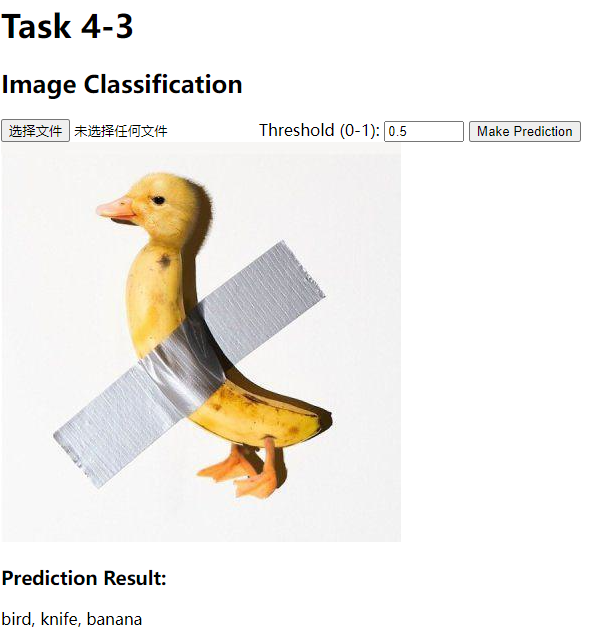 Task 4-3
Image Classification
选择文件 未选择任何文件 Threshold (0-1): 0.5 Make Prediction
Prediction Result:
bird, knife, banana